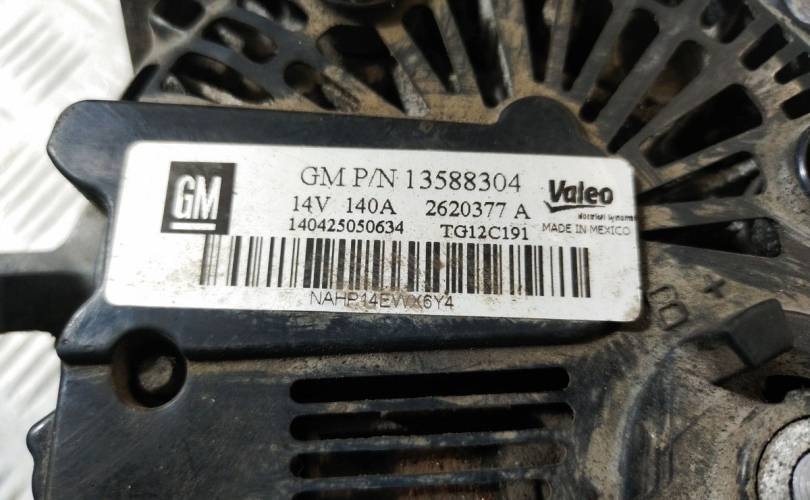 GM
GM P/N 13588304
14V 140A 2620377 A
140425050634 TG12C191
Valeo
MADE IN MEXICO
NAHP14EWX6Y4
B +